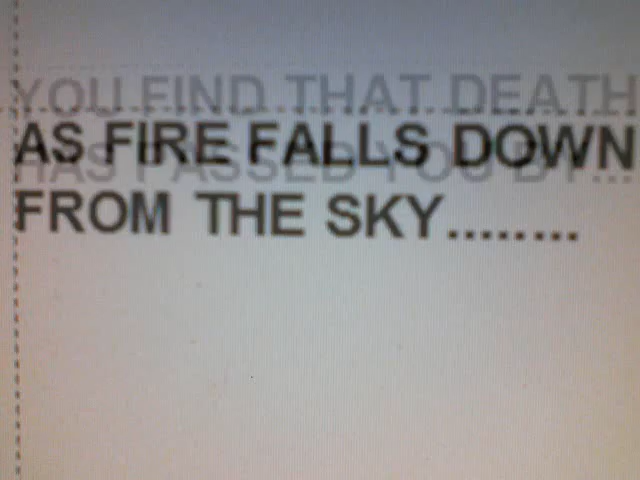 YOU FIND THAT DEATH
AS FIRE FALLS DOWN
HAS PASSED YOU BY...
FROM THE SKY........